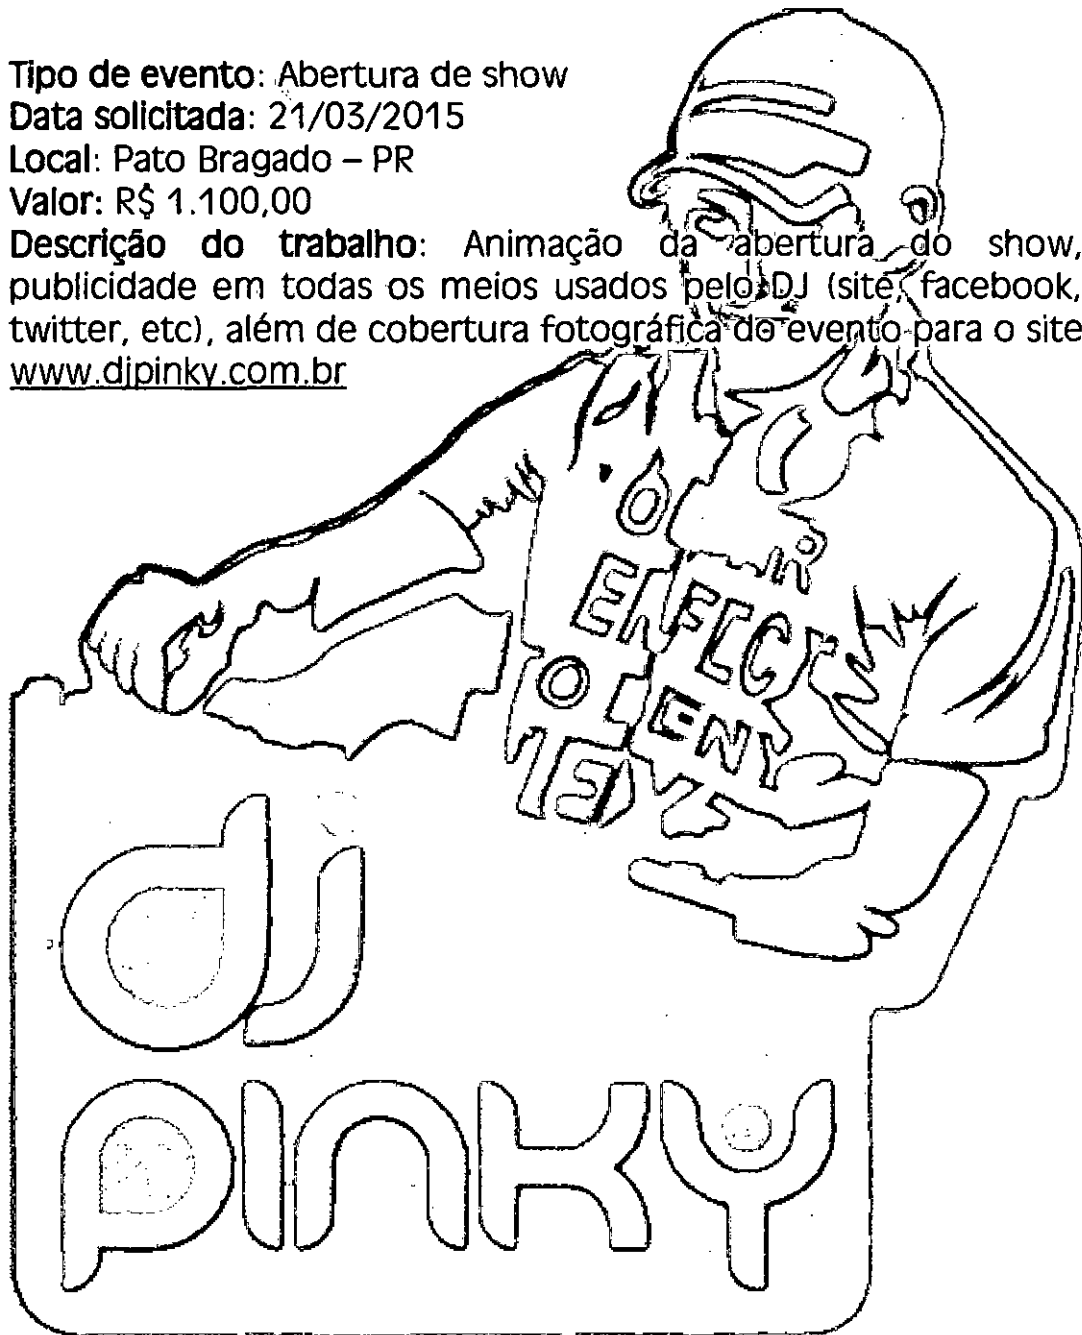 Tipo de evento: Abertura de show
Data solicitada: 21/03/2015
Local: Pato Bragado – PR
Valor: R$ 1.100,00
Descrição do trabalho: Animação da abertura do show,
publicidade em todas os meios usados pelo DJ (site, facebook,
twitter, etc), além de cobertura fotográfica do evento para o site
www.djpinky.com.br
dj
pinky